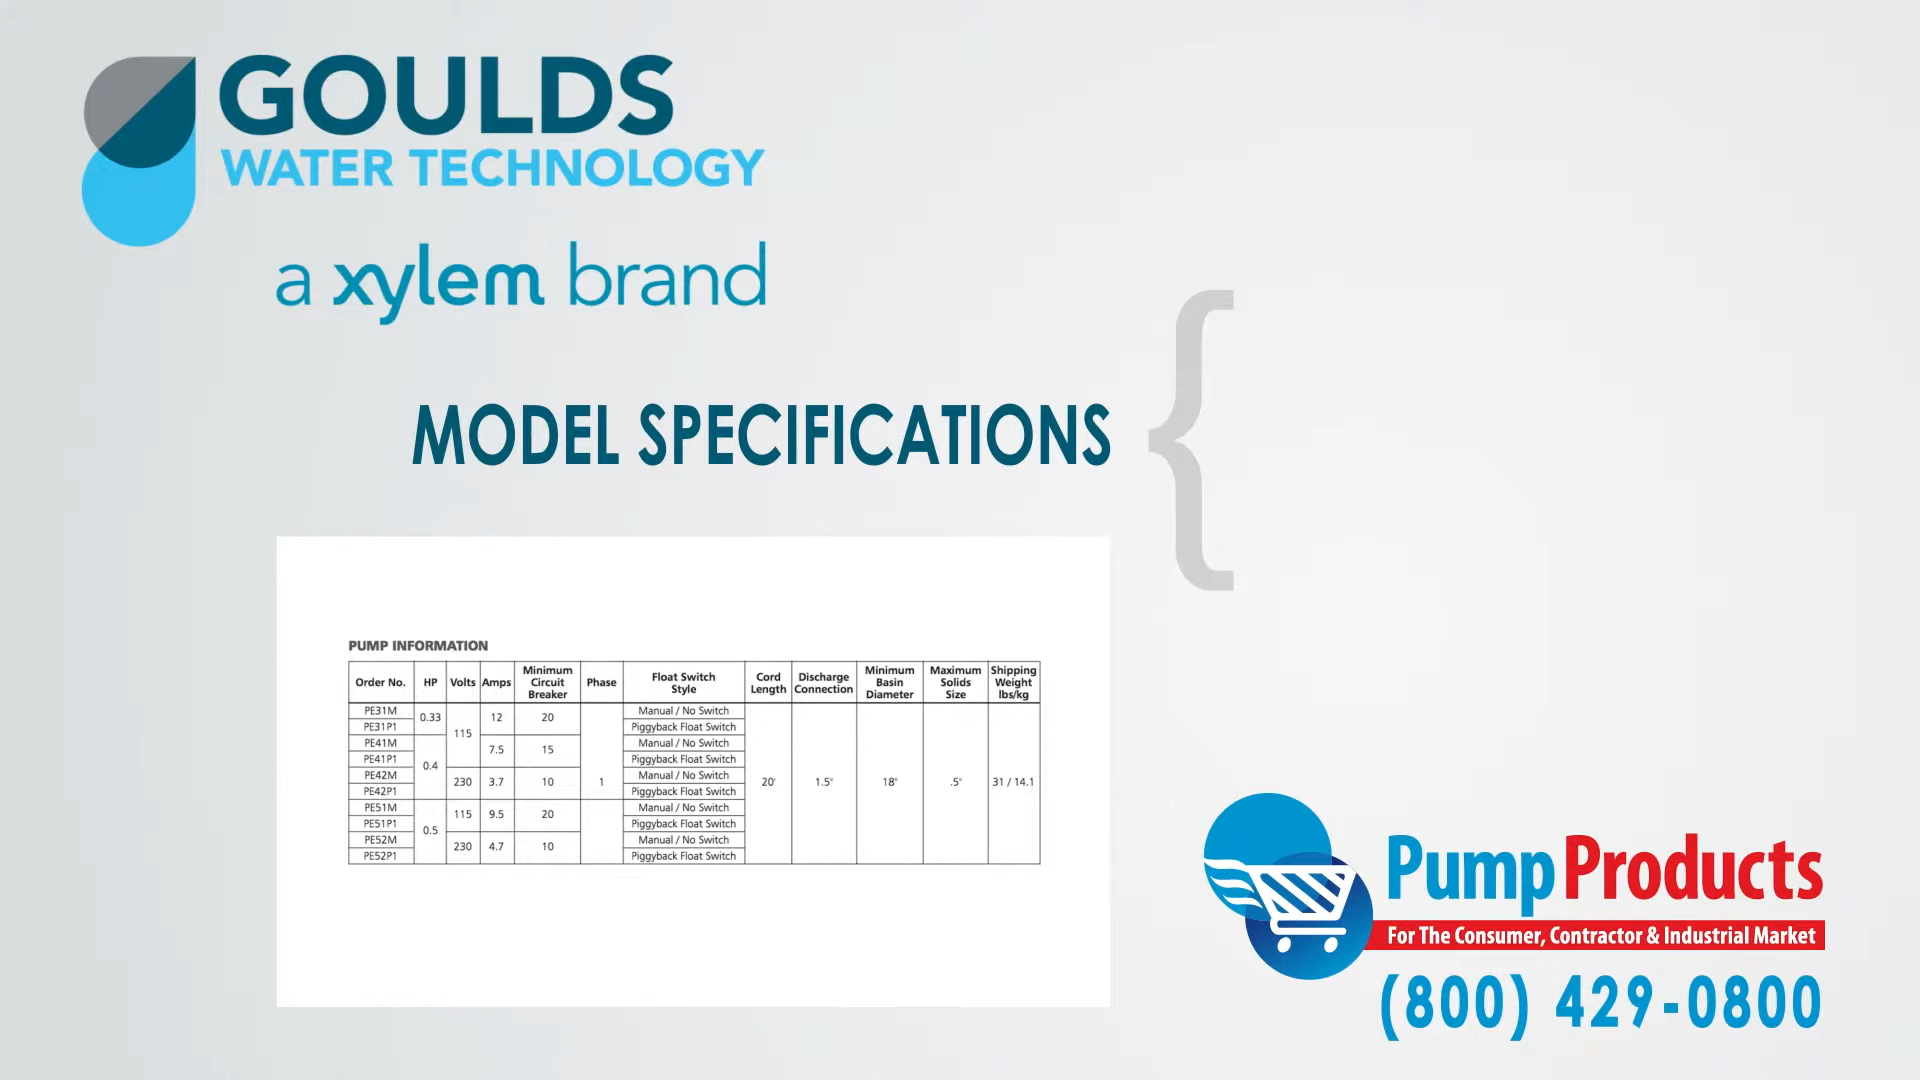 GOULDS
WATER TECHNOLOGY
a xylem brand
MODEL SPECIFICATIONS
{
PUMP INFORMATION
Order No. HP Volts Amps Minimum Circuit Breaker Phase Float Switch Style Cord Length Discharge Connection Minimum Basin Diameter Maximum Solids Size Shipping Weight lbs/kg
PE31M 0.33 115 12 20 1 Manual / No Switch 20' 1.5" 18" .5" 31 / 14.1
PE31P1 Piggyback Float Switch
PE41M 0.4 7.5 15 Manual / No Switch
PE41P1 Piggyback Float Switch
PE42M 230 3.7 10 Manual / No Switch
PE42P1 Piggyback Float Switch
PE51M 0.5 115 9.5 20 Manual / No Switch
PE51P1 Piggyback Float Switch
PE52M 230 4.7 10 Manual / No Switch
PE52P1 Piggyback Float Switch
Pump Products
For The Consumer, Contractor & Industrial Market
(800) 429-0800